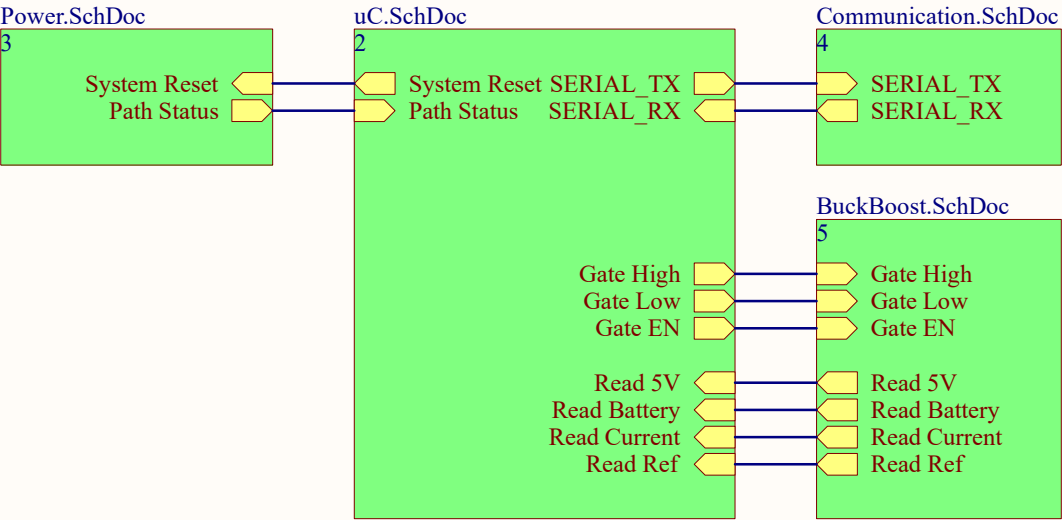 Power.SchDoc
3
System Reset
Path Status
uC.SchDoc
2
System Reset SERIAL_TX
Path Status SERIAL_RX
Gate High
Gate Low
Gate EN
Read 5V
Read Battery
Read Current
Read Ref
Communication.SchDoc
4
SERIAL_TX
SERIAL_RX
BuckBoost.SchDoc
5
Gate High
Gate Low
Gate EN
Read 5V
Read Battery
Read Current
Read Ref